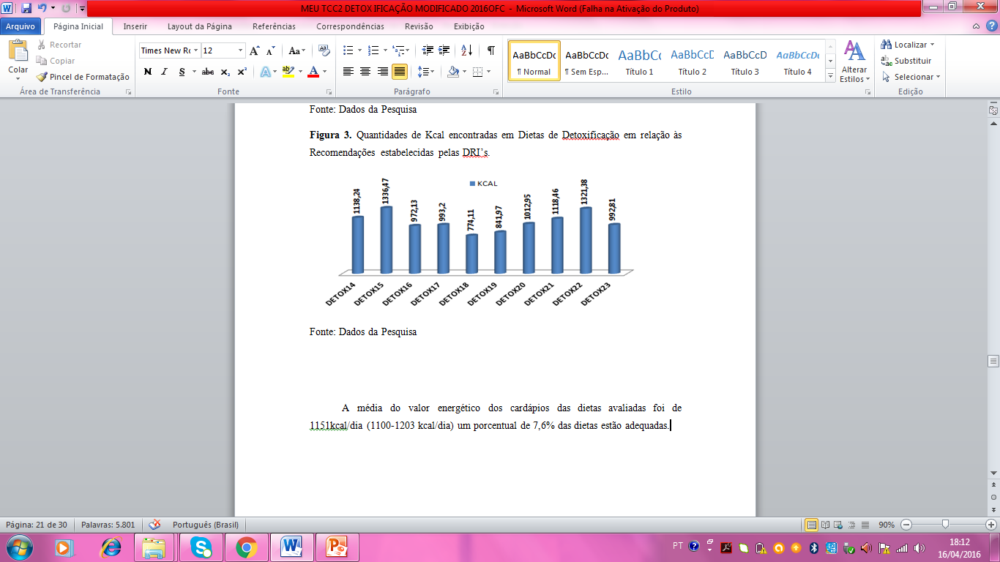 MEU TCC2 DETOX IFICAÇÃO MODIFICADO 2016OFC - Microsoft Word (Falha na Ativação do Produto)
Arquivo Página Inicial Inserir Layout da Página Referências Correspondências Revisão Exibição
Colar
Recortar
Copiar
Pincel de Formatação
Área de Transferência
Times New Ro 12
N I S abc x₂ x²
Fonte
Parágrafo
AaBbCcDc AaBbCcDc AaBbCc AaBbCcD AaBbCcD AaBbCcDc
¶ Normal ¶ Sem Esp... Título 1 Título 2 Título 3 Título 4
Alterar
Estilos
Estilo
Localizar
Substituir
Selecionar
Edição
Fonte: Dados da Pesquisa
Figura 3. Quantidades de Kcal encontradas em Dietas de Detoxificação em relação às
Recomendações estabelecidas pelas DRI’s.
KCAL
1138,24 1336,47 972,13 993,2 774,11 841,97 1012,95 1118,46 1321,38 992,81
DETOX14 DETOX15 DETOX16 DETOX17 DETOX18 DETOX19 DETOX20 DETOX21 DETOX22 DETOX23
Fonte: Dados da Pesquisa
A média do valor energético dos cardápios das dietas avaliadas foi de
1151kcal/dia (1100-1203 kcal/dia) um porcentual de 7,6% das dietas estão adequadas.
Página: 21 de 30 Palavras: 5.801 Português (Brasil) 90%
PT 18:12
16/04/2016